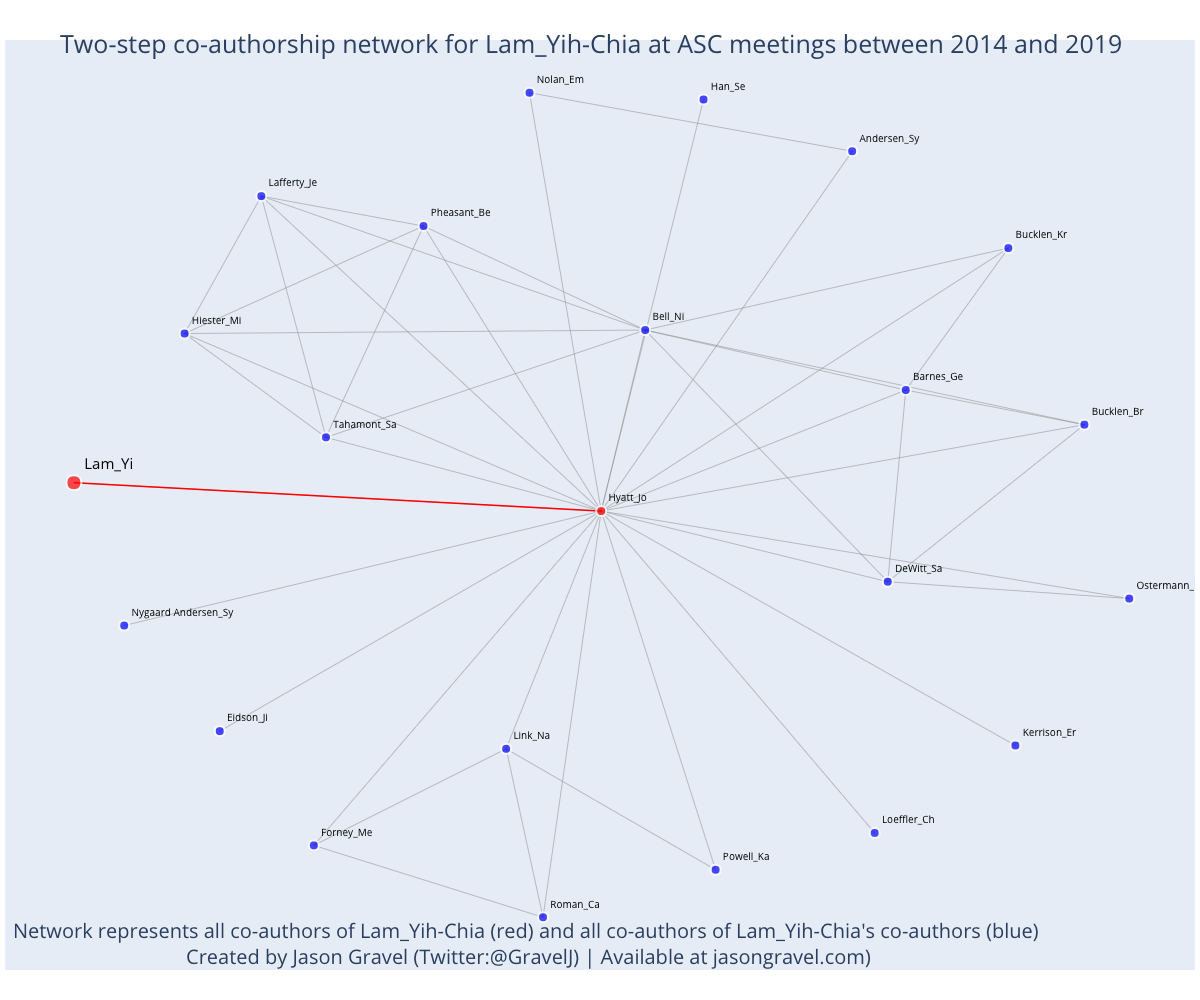 Two-step co-authorship network for Lam_Yih-Chia at ASC meetings between 2014 and 2019
Nolan_Em
Han_Se
Andersen_Sy
Lafferty_Je
Pheasant_Be
Bucklen_Kr
Hiester_Mi
Bell_Ni
Barnes_Ge
Bucklen_Br
Tahamont_Sa
Lam_Yi
Hyatt_Jo
DeWitt_Sa
Ostermann_
Nygaard Andersen_Sy
Eidson_Ji
Link_Na
Kerrison_Er
Forney_Me
Loeffler_Ch
Powell_Ka
Roman_Ca
Network represents all co-authors of Lam_Yih-Chia (red) and all co-authors of Lam_Yih-Chia's co-authors (blue)
Created by Jason Gravel (Twitter:@GravelJ) | Available at jasongravel.com)